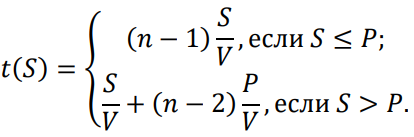 t(S) = { (n − 1) S/V, если S ≤ P;
S/V + (n − 2) P/V, если S > P.